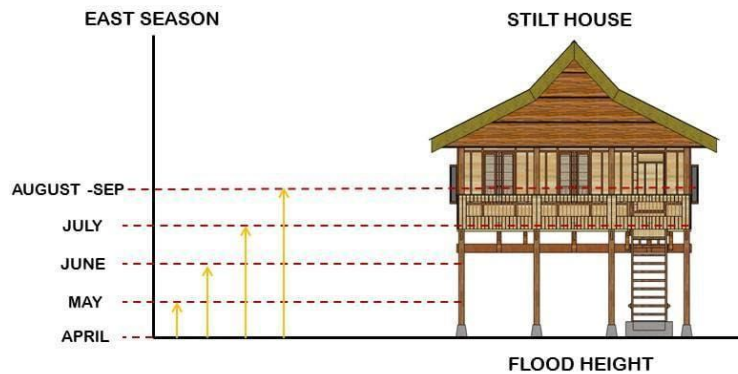 EAST SEASON
STILT HOUSE
AUGUST -SEP
JULY
JUNE
MAY
APRIL
FLOOD HEIGHT